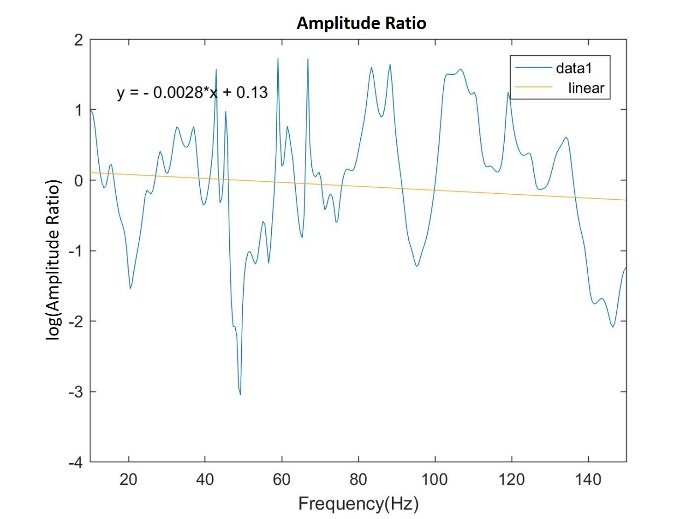 Amplitude Ratio
2
data1
linear
y = - 0.0028*x + 0.13
1
0
-1
-2
-3
-4
log(Amplitude Ratio)
20 40 60 80 100 120 140
Frequency(Hz)